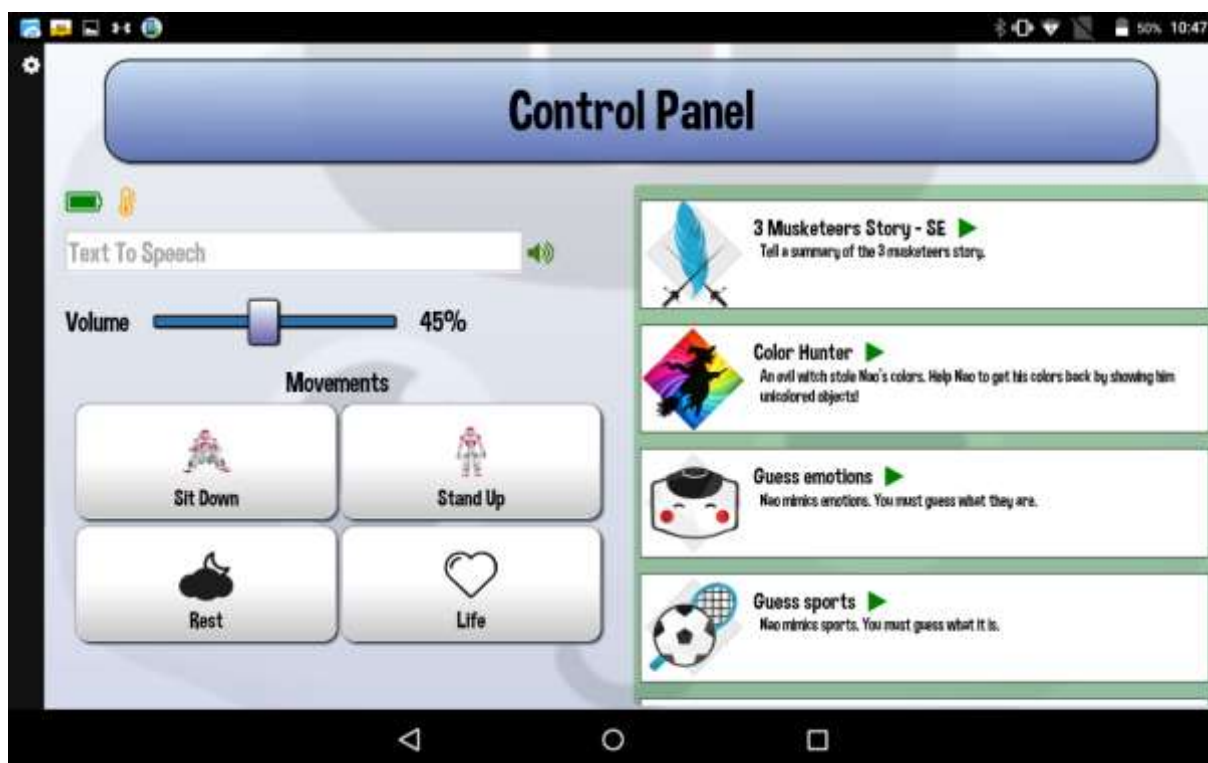 50% 10:47
Control Panel
Text To Speech
Volume 45%
Movements
Sit Down
Stand Up
Rest
Life
3 Musketeers Story - SE
Tell a summary of the 3 musketeers story.
Color Hunter
An evil witch stole Nao's colors. Help Nao to get his colors back by showing him
unicolored objects!
Guess emotions
Nao mimics emotions. You must guess what they are.
Guess sports
Nao mimics sports. You must guess what it is.